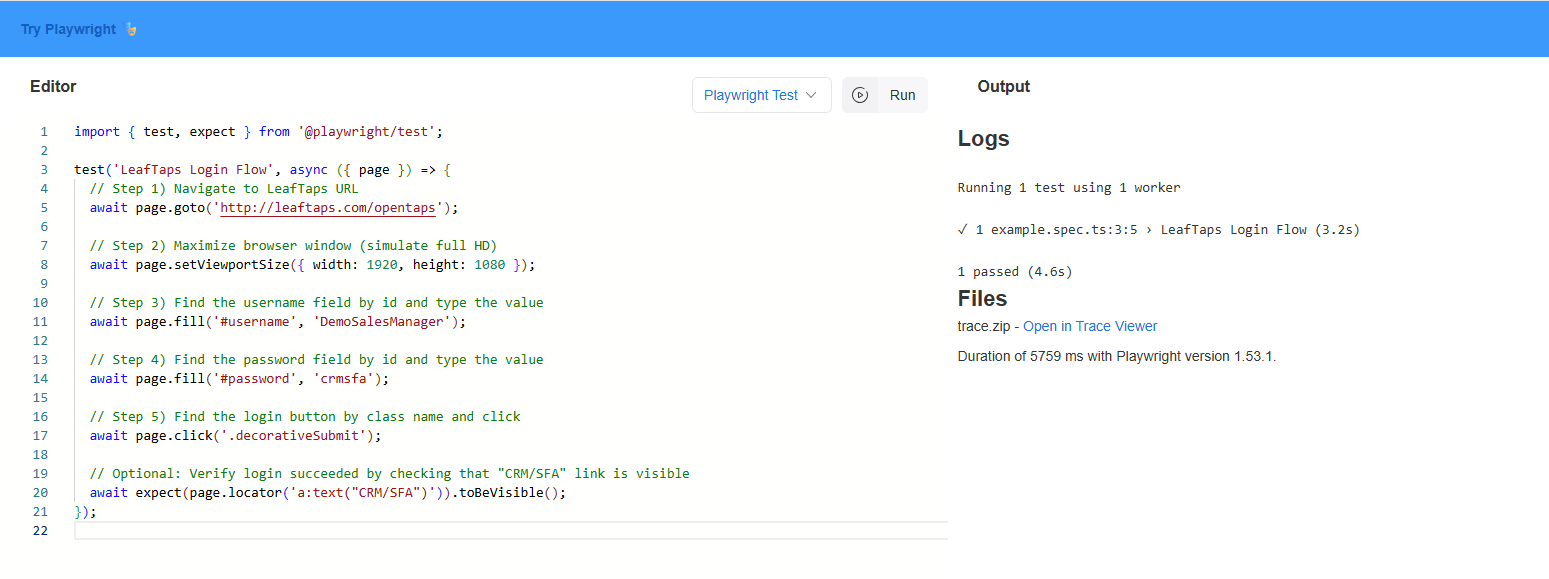 Try Playwright
Editor
Playwright Test
Run
1 import { test, expect } from '@playwright/test';
2
3 test('LeafTaps Login Flow', async ({ page }) => {
4   // Step 1) Navigate to LeafTaps URL
5   await page.goto('http://leaftaps.com/opentaps');
6
7   // Step 2) Maximize browser window (simulate full HD)
8   await page.setViewportSize({ width: 1920, height: 1080 });
9
10   // Step 3) Find the username field by id and type the value
11   await page.fill('#username', 'DemoSalesManager');
12
13   // Step 4) Find the password field by id and type the value
14   await page.fill('#password', 'crmsfa');
15
16   // Step 5) Find the login button by class name and click
17   await page.click('.decorativeSubmit');
18
19   // Optional: Verify login succeeded by checking that "CRM/SFA" link is visible
20   await expect(page.locator('a:text("CRM/SFA")')).toBeVisible();
21 });
22
Output
Logs
Running 1 test using 1 worker
✓ 1 example.spec.ts:3:5 › LeafTaps Login Flow (3.2s)
1 passed (4.6s)
Files
trace.zip - Open in Trace Viewer
Duration of 5759 ms with Playwright version 1.53.1.